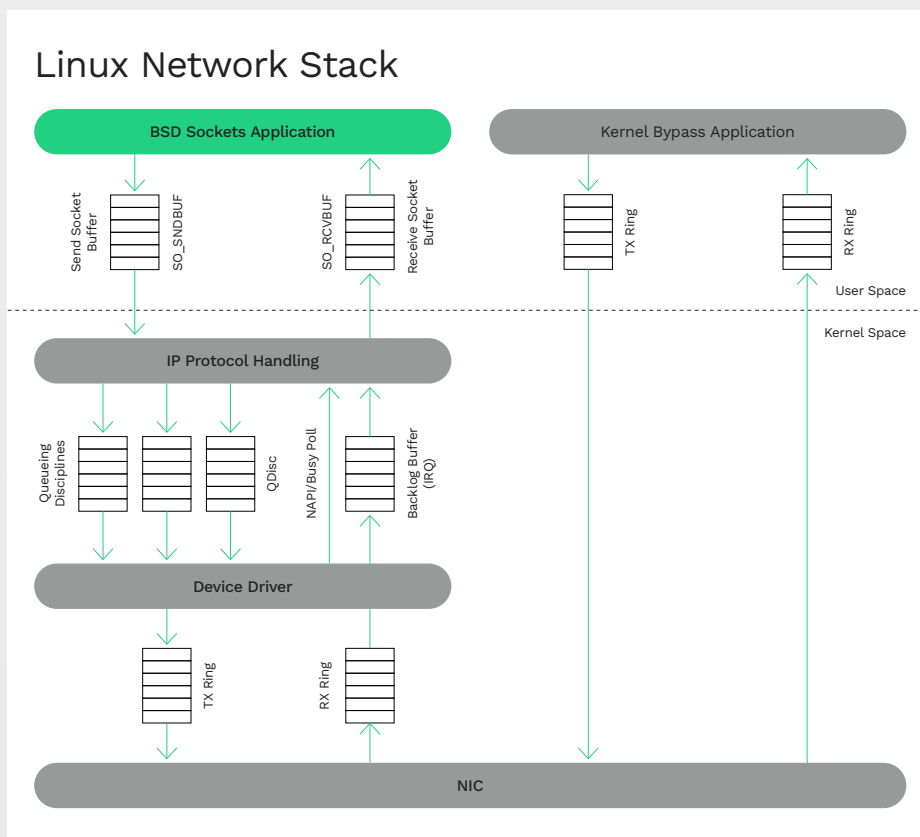 Linux Network Stack
BSD Sockets Application
Kernel Bypass Application
Send Socket
Buffer
SO_SNDBUF
SO_RCVBUF
Receive Socket
Buffer
TX Ring
RX Ring
User Space
Kernel Space
IP Protocol Handling
Queueing
Disciplines
QDisc
NAPI/Busy Poll
Backlog Buffer
(IRQ)
Device Driver
TX Ring
RX Ring
NIC